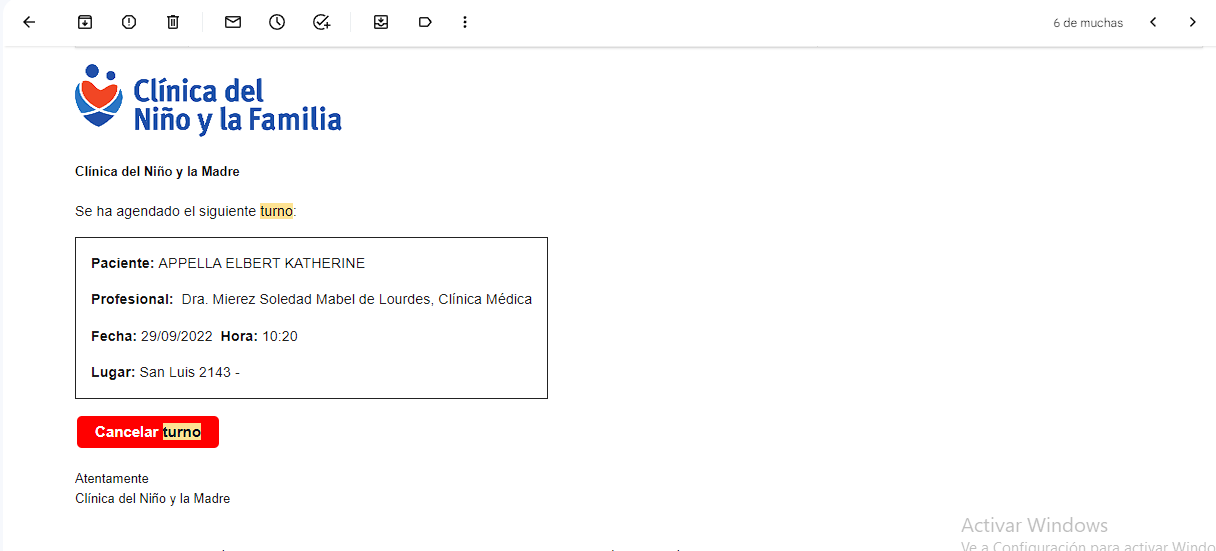 6 de muchas
Clínica del
Niño y la Familia
Clínica del Niño y la Madre
Se ha agendado el siguiente turno:
Paciente: APPELLA ELBERT KATHERINE
Profesional: Dra. Mierez Soledad Mabel de Lourdes, Clínica Médica
Fecha: 29/09/2022 Hora: 10:20
Lugar: San Luis 2143 -
Cancelar turno
Atentamente
Clínica del Niño y la Madre
Activar Windows
Ve a Configuración para activar Windo